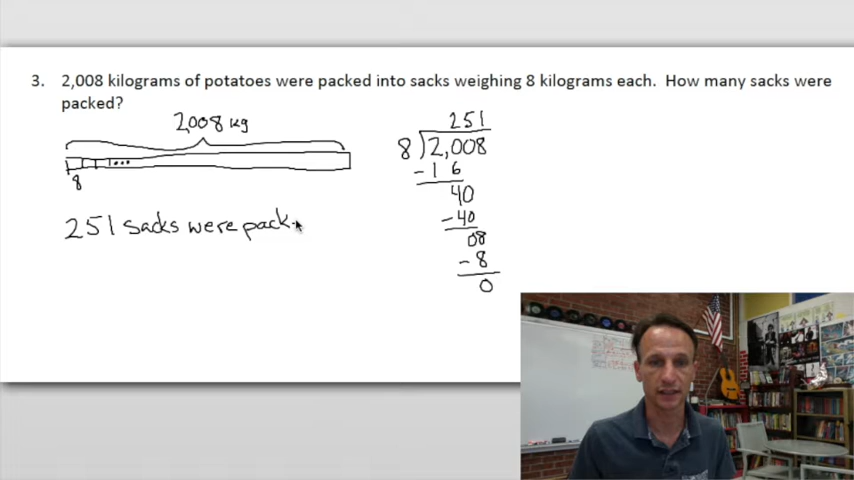 3. 2,008 kilograms of potatoes were packed into sacks weighing 8 kilograms each. How many sacks were
packed?
2,008 kg
8
251 sacks were pack
251
8 ) 2,008
- 1 6
40
- 40
08
- 8
0